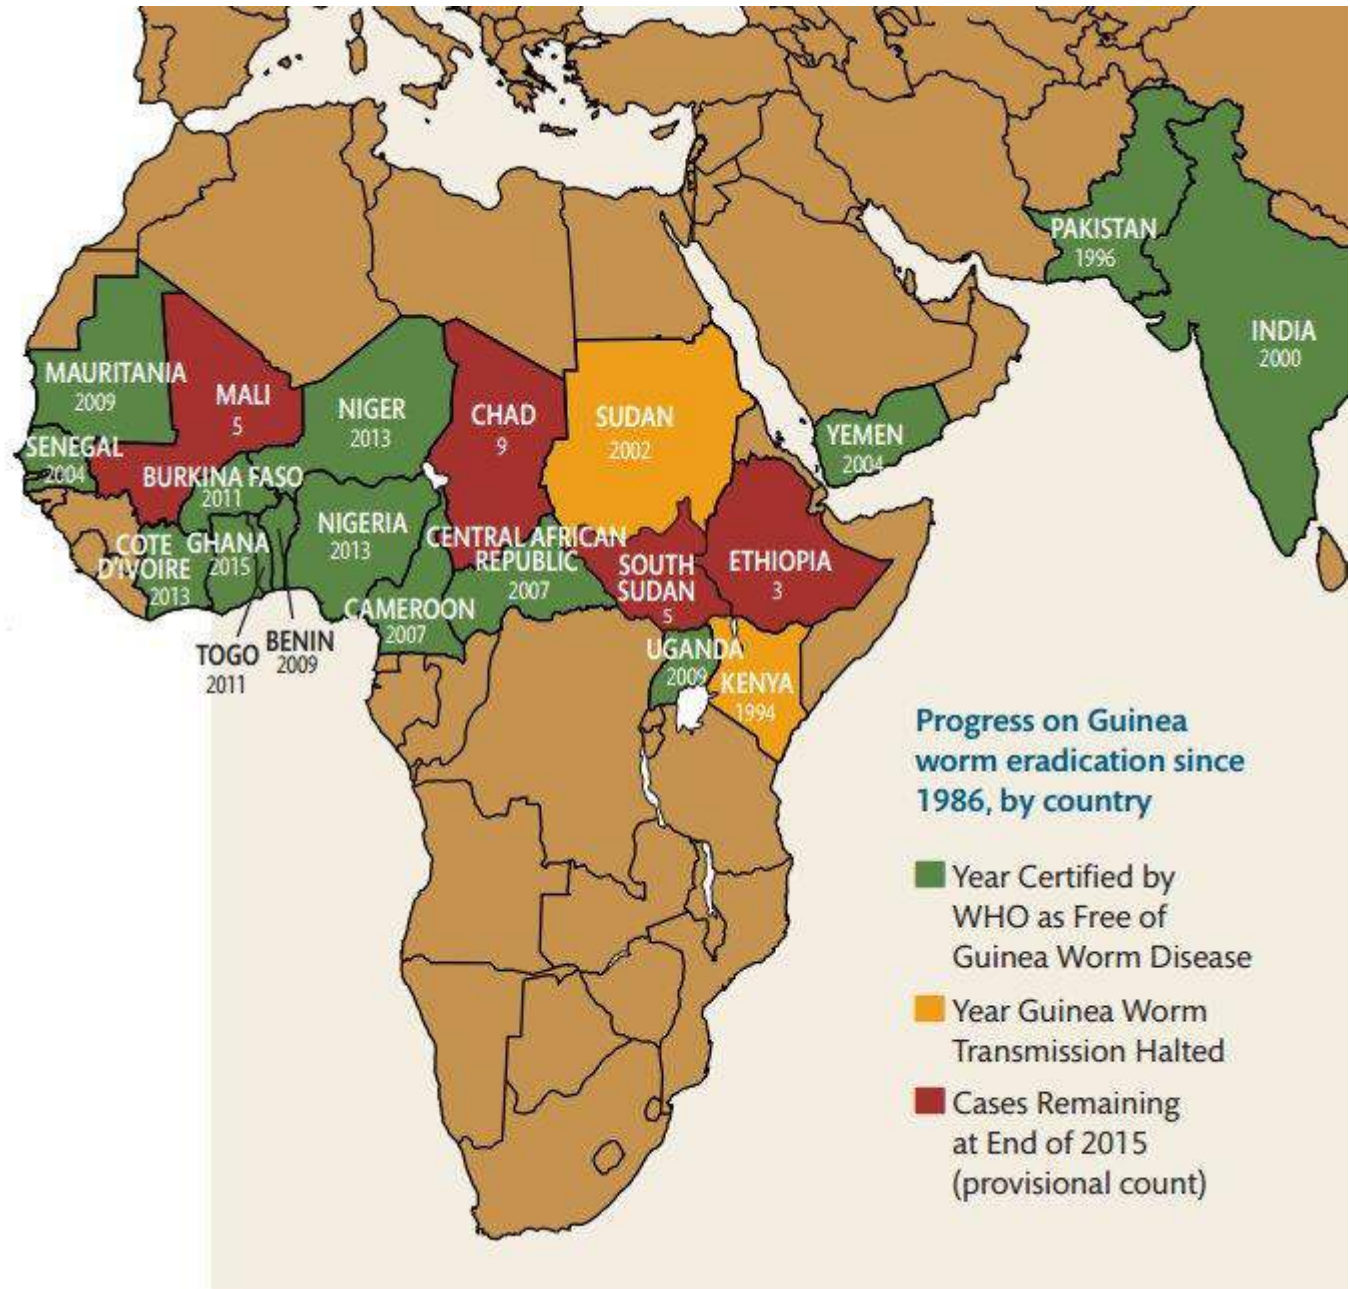 PAKISTAN
1996
INDIA
2000
MAURITANIA
2009
MALI
5
NIGER
2013
CHAD
9
SUDAN
2002
YEMEN
2004
SENEGAL
2004
BURKINA FASO
2011
NIGERIA
2013
CENTRAL AFRICAN
REPUBLIC
2007
SOUTH
SUDAN
5
ETHIOPIA
3
COTE
D'IVOIRE
2013
GHANA
2015
CAMEROON
2007
TOGO
2011
BENIN
2009
UGANDA
2009
KENYA
1994
Progress on Guinea
worm eradication since
1986, by country
Year Certified by
WHO as Free of
Guinea Worm Disease
Year Guinea Worm
Transmission Halted
Cases Remaining
at End of 2015
(provisional count)